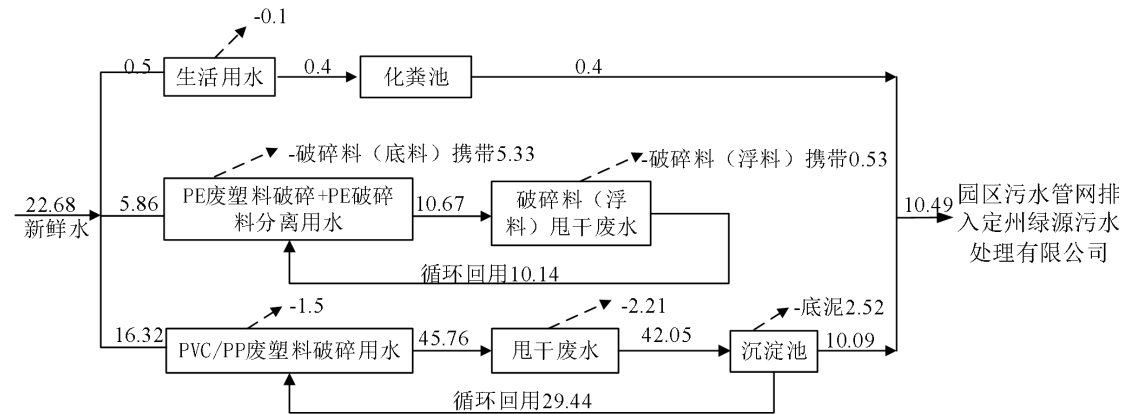 -0.1
0.5
生活用水
0.4
化粪池
0.4
-破碎料（底料）携带5.33
-破碎料（浮料）携带0.53
22.68
新鲜水
5.86
PE废塑料破碎+PE破碎
料分离用水
10.67
破碎料（浮
料）甩干废水
10.49
园区污水管网排
入定州绿源污水
处理有限公司
循环回用10.14
-1.5
-2.21
-底泥2.52
16.32
PVC/PP废塑料破碎用水
45.76
甩干废水
42.05
沉淀池
10.09
循环回用29.44